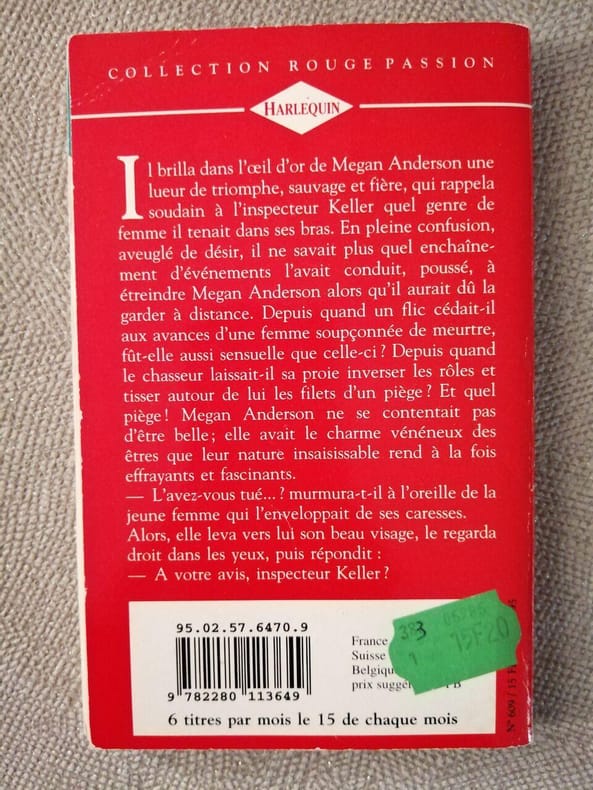 COLLECTION ROUGE PASSION
HARLEQUIN
Il brilla dans l'œil d'or de Megan Anderson une
lueur de triomphe, sauvage et fière, qui rappela
soudain à l'inspecteur Keller quel genre de
femme il tenait dans ses bras. En pleine confusion,
aveuglé de désir, il ne savait plus quel enchaîne-
ment d'événements l'avait conduit, poussé, à
étreindre Megan Anderson alors qu'il aurait dû la
garder à distance. Depuis quand un flic cédait-il
aux avances d'une femme soupçonnée de meurtre,
fût-elle aussi sensuelle que celle-ci ? Depuis quand
le chasseur laissait-il sa proie inverser les rôles et
tisser autour de lui les filets d'un piège ? Et quel
piège ! Megan Anderson ne se contentait pas
d'être belle ; elle avait le charme vénéneux des
êtres que leur nature insaisissable rend à la fois
effrayants et fascinants.
— L'avez-vous tué... ? murmura-t-il à l'oreille de la
jeune femme qui l'enveloppait de ses caresses.
Alors, elle leva vers lui son beau visage, le regarda
droit dans les yeux, puis répondit :
— A votre avis, inspecteur Keller ?
95.02.57.6470.9
9 782280 113649
6 titres par mois le 15 de chaque mois
France
Suisse
Belgiqu
prix suggér
383
1
15F20
N° 609 / 15 F